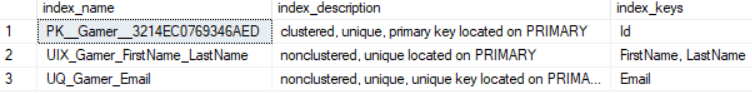 index_name index_description index_keys
1 PK__Gamer__3214EC0769346AED clustered, unique, primary key located on PRIMARY Id
2 UIX_Gamer_FirstName_LastName nonclustered, unique located on PRIMARY FirstName, LastName
3 UQ_Gamer_Email nonclustered, unique, unique key located on PRIMA... Email